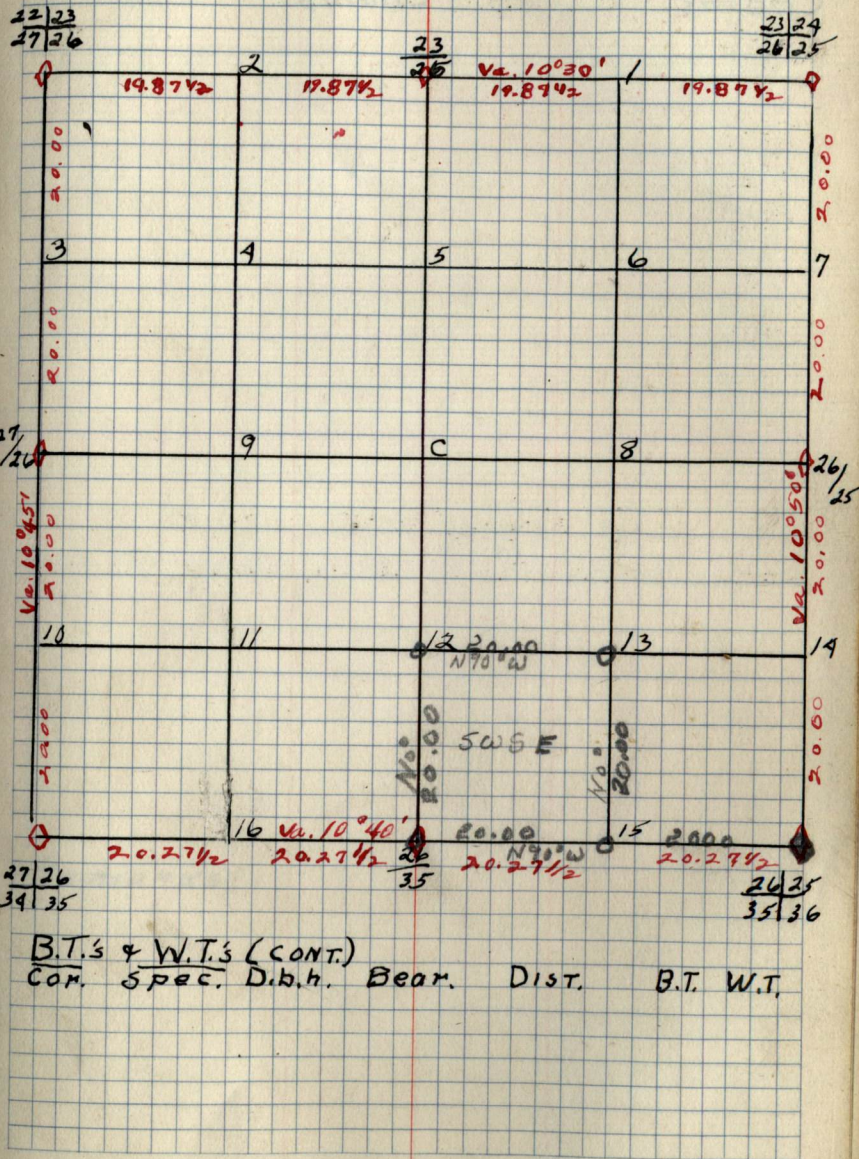 22|23 23 23|24
27|26 26 26|25
2 Va. 10°30' 1
19.87½ 19.87½ 19.87½ 19.87½
20.00 20.00
3 4 5 6 7
20.00 20.00
27/26 9 C 8 26/25
Va. 10°45' Va. 10°50'
20.00 20.00
10 11 12 20.00 13 14
N90°W
20.00 N0° 20.00 SWSE N0° 20.00 20.00
16 Va. 10°40' 20.00 15 2000
N90°W
20.27½ 20.27½ 26 20.27½ 20.27½
35
27|26 26|25
34|35 35|36
B.T.'s & W.T.'s (CONT.)
Cor. Spec. D.b.h. Bear. DIST. B.T. W.T.